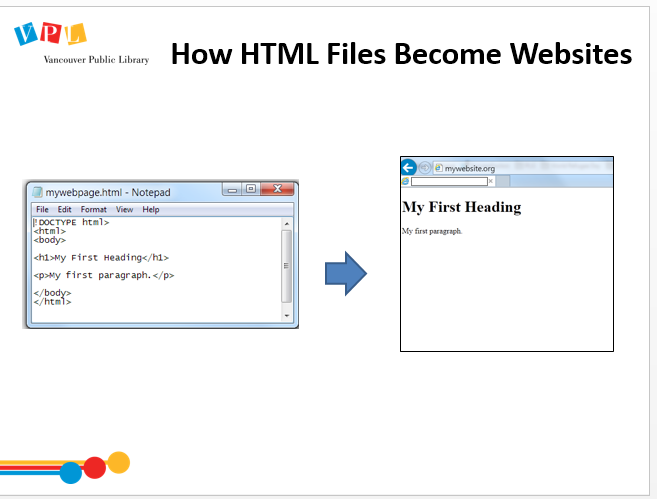 VPL
Vancouver Public Library
How HTML Files Become Websites
mywebpage.html - Notepad
File Edit Format View Help
!DOCTYPE html>
<html>
<body>
<h1>My First Heading</h1>
<p>My first paragraph.</p>
</body>
</html>
mywebsite.org
My First Heading
My first paragraph.